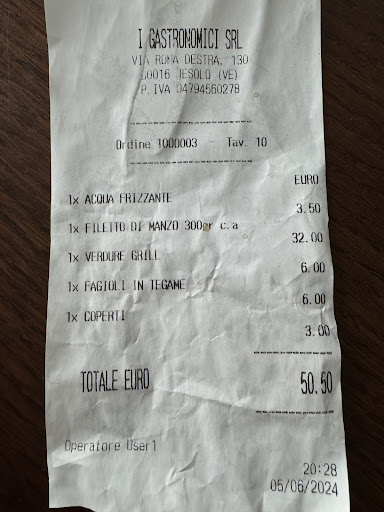 I GASTRONOMICI SRL
VIA ROMA DESTRA, 130
30016 JESOLO (VE)
P.IVA 04794560278
Ordine T000003 - Tav. 10
EURO
1x ACQUA FRIZZANTE 3.50
1x FILETTO DI MANZO 300gr c.a 32.00
1x VERDURE GRILL 6.00
1x FAGIOLI IN TEGAME 6.00
1x COPERTI 3.00
TOTALE EURO 50.50
Operatore User1
20:28
05/06/2024